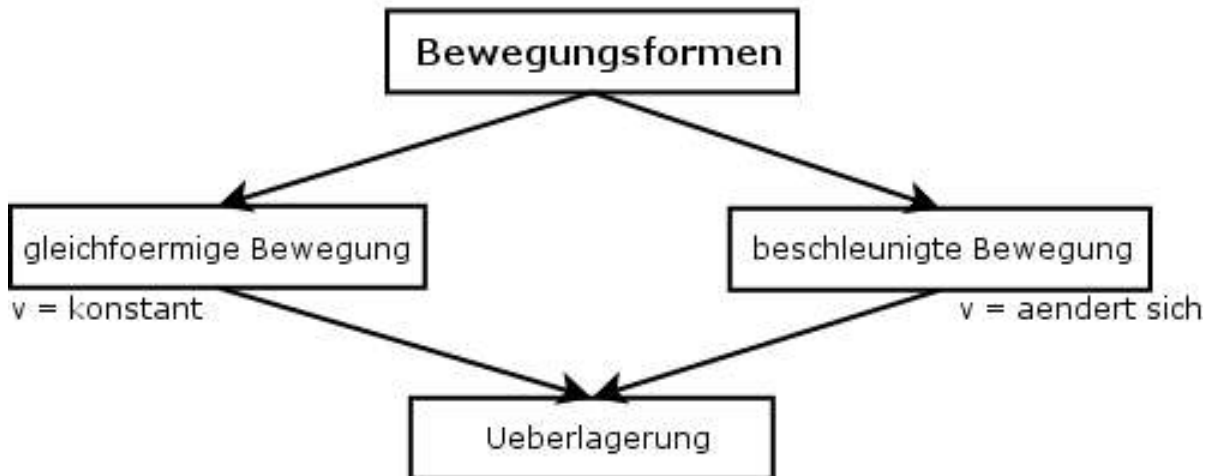 Bewegungsformen
gleichfoermige Bewegung
beschleunigte Bewegung
v = konstant
v = aendert sich
Ueberlagerung